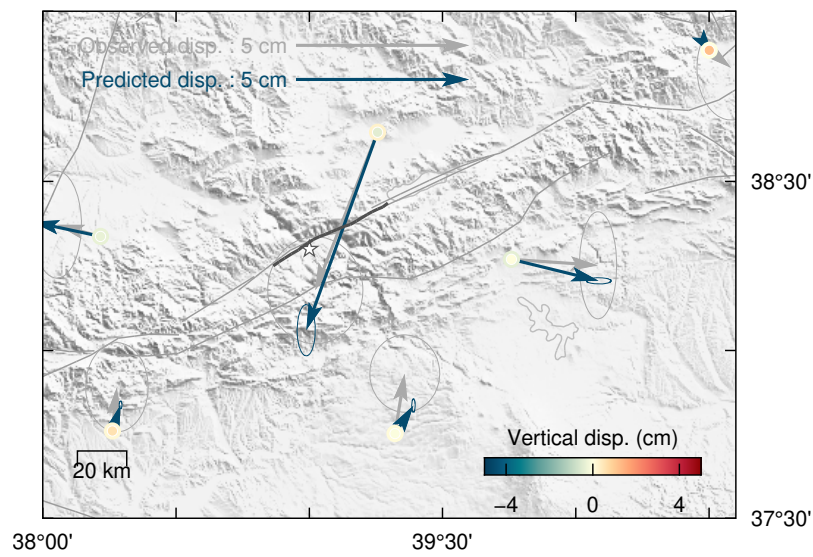 Observed disp. : 5 cm
Predicted disp. : 5 cm
38°30'
Vertical disp. (cm)
20 km
−4 0 4
37°30'
38°00' 39°30'